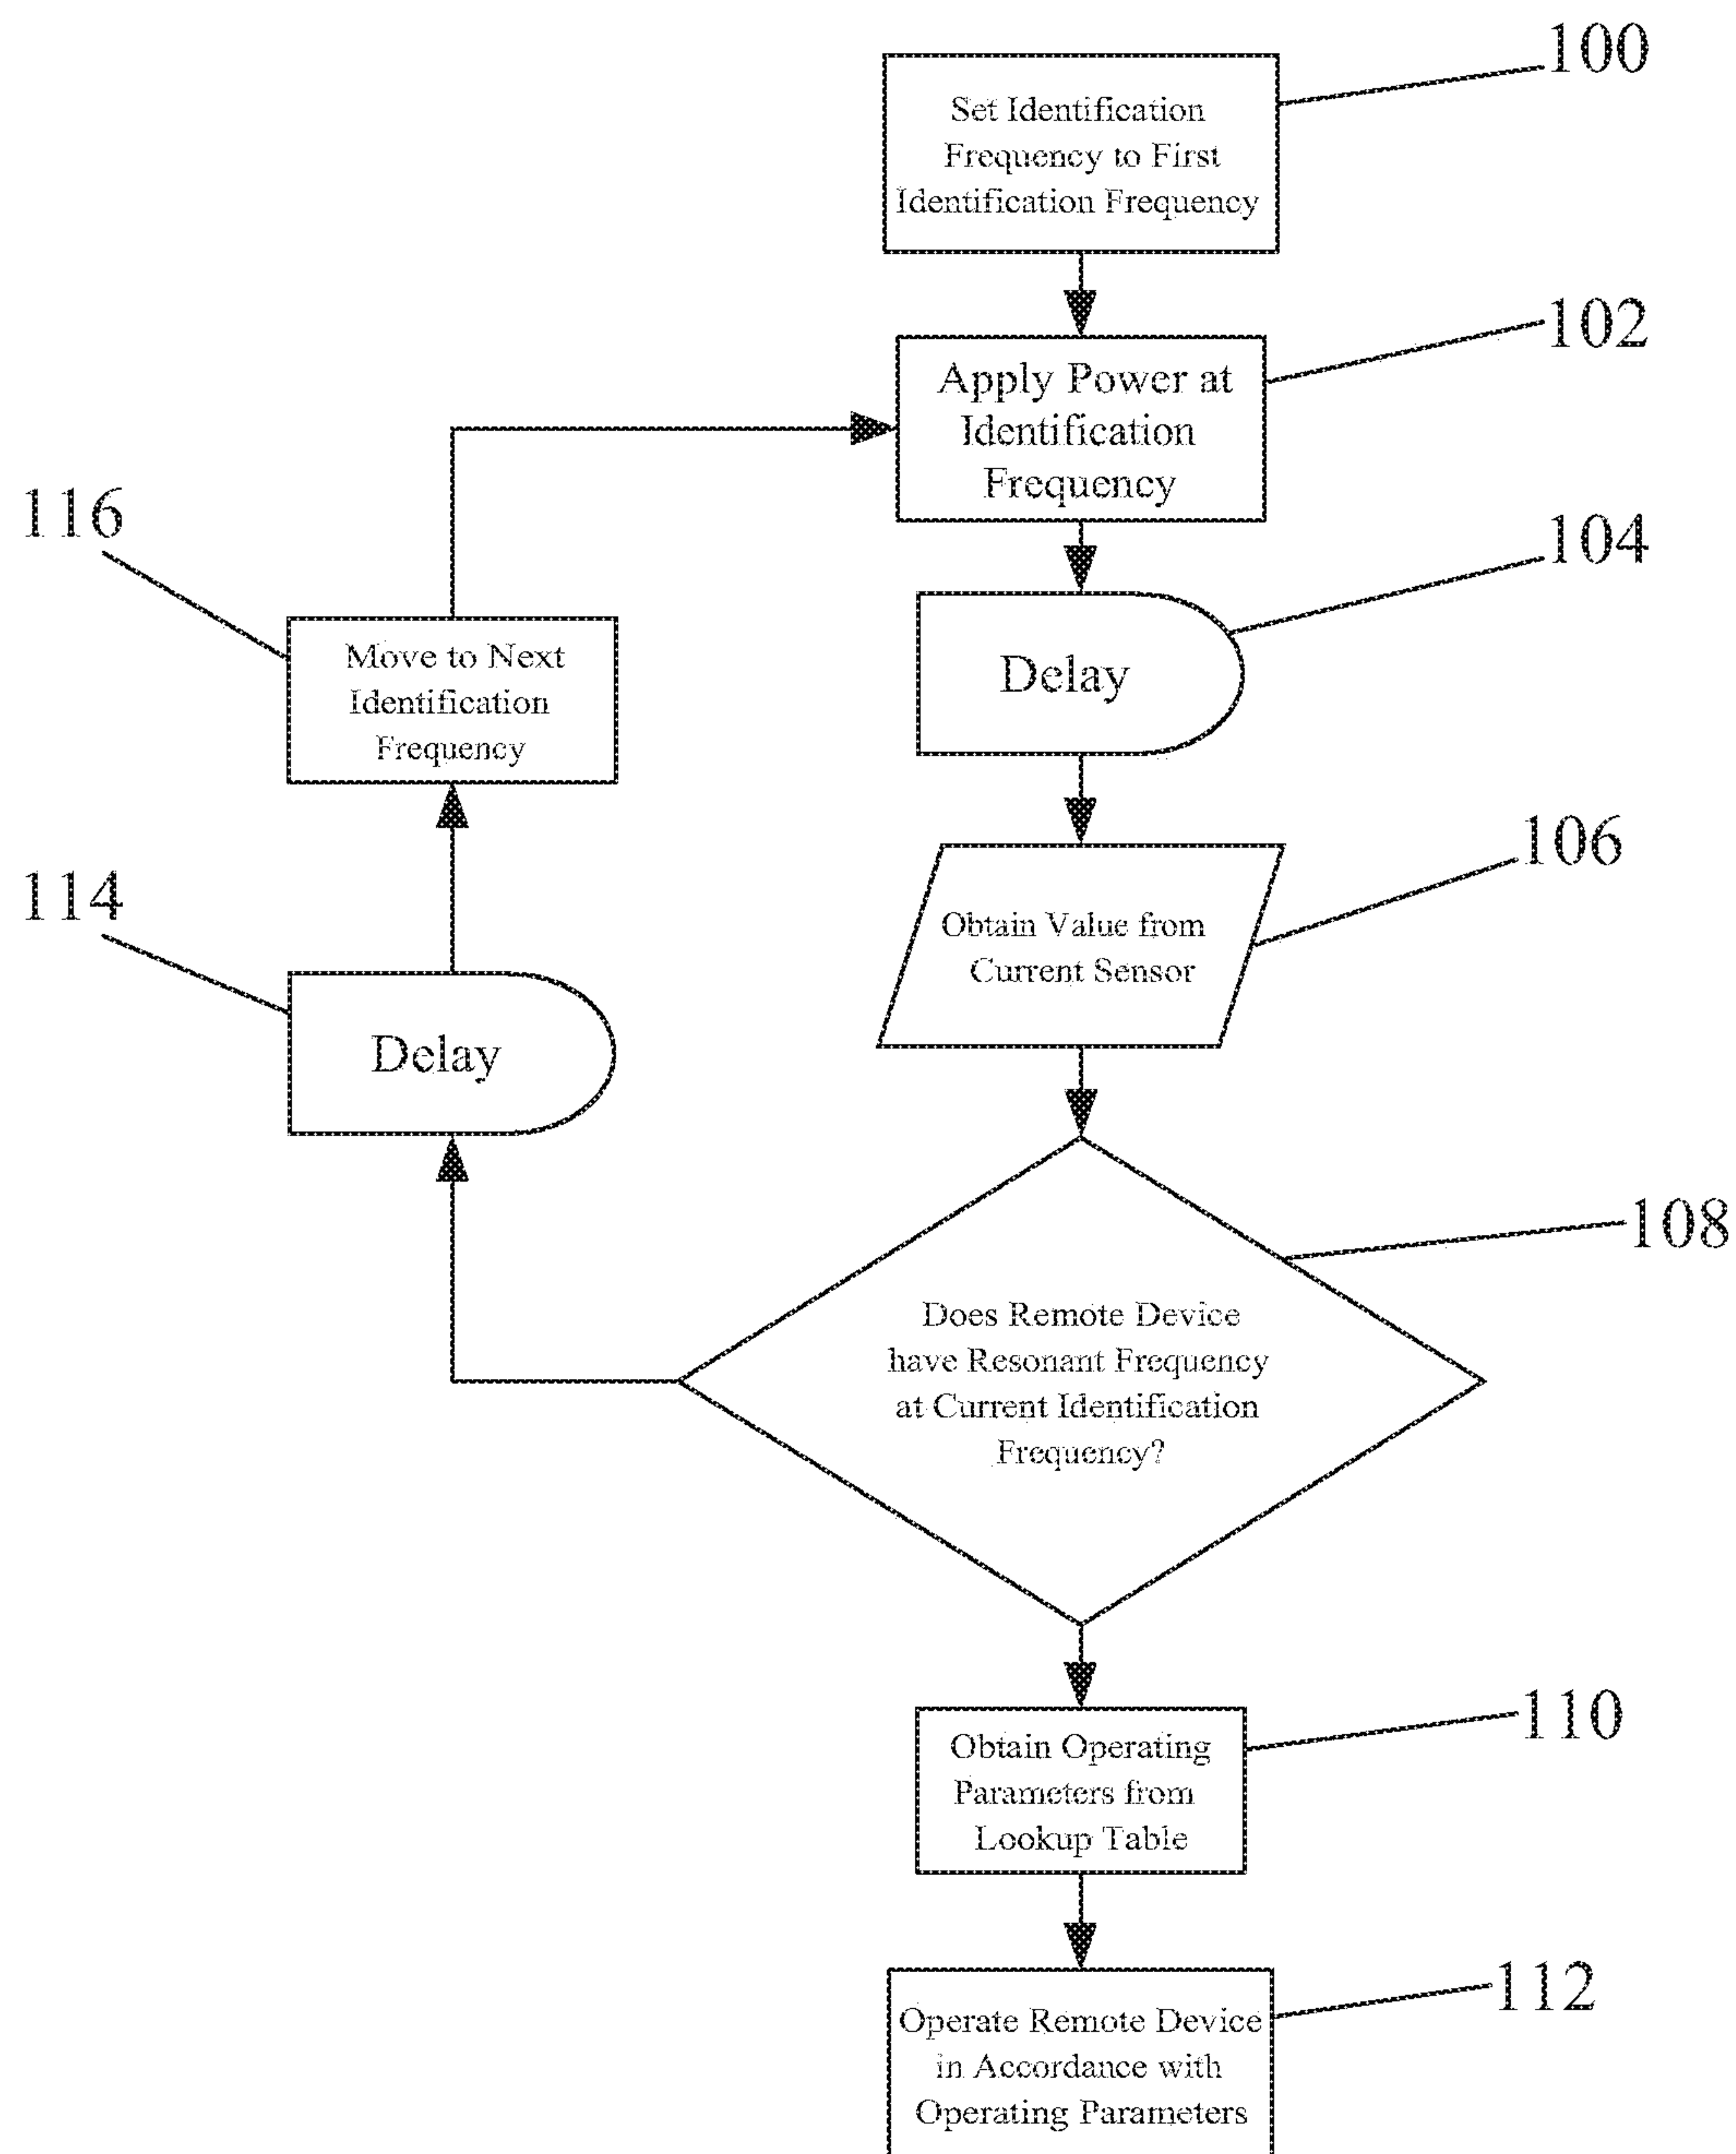 100
Set Identification
Frequency to First
Identification Frequency
102
Apply Power at
Identification
Frequency
104
Delay
116
Move to Next
Identification
Frequency
106
Obtain Value from
Current Sensor
114
Delay
108
Does Remote Device
have Resonant Frequency
at Current Identification
Frequency?
110
Obtain Operating
Parameters from
Lookup Table
112
Operate Remote Device
in Accordance with
Operating Parameters